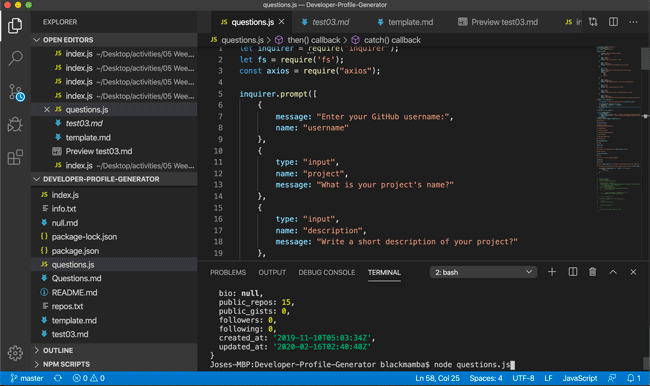 questions.js — Developer-Profile-Generator
EXPLORER
OPEN EDITORS
JS index.js ~/Desktop/activities/05 Wee...
JS index.js ~/Desktop/activities/05 Wee...
JS index.js ~/Desktop/activities/05 Wee...
JS index.js ~/Desktop/activities/05 Wee...
JS questions.js
test03.md
template.md
Preview test03.md
JS index.js ~/Desktop/activities/05 Wee...
DEVELOPER-PROFILE-GENERATOR
JS index.js
info.txt
null.md
{ } package-lock.json
{ } package.json
JS questions.js
Questions.md
README.md
repos.txt
template.md
test03.md
OUTLINE
NPM SCRIPTS
JS questions.js
test03.md
template.md
Preview test03.md
JS in
JS questions.js > then() callback > catch() callback
1 let inquirer = require("inquirer");
2 let fs = require('fs');
3 const axios = require("axios");
4
5 inquirer.prompt([
6 {
7 message: "Enter your GitHub username:",
8 name: "username"
9 },
10 {
11 type: "input",
12 name: "project",
13 message: "What is your project's name?"
14 },
15 {
16 type: "input",
17 name: "description",
18 message: "Write a short description of your project?"
19 },
PROBLEMS OUTPUT DEBUG CONSOLE TERMINAL 2: bash
bio: null,
public_repos: 15,
public_gists: 0,
followers: 0,
following: 0,
created_at: '2019-11-10T05:03:34Z',
updated_at: '2020-02-16T02:40:48Z'
}
Joses-MBP:Developer-Profile-Generator blackmamba$ node questions.js
master 0 0 Ln 58, Col 25 Spaces: 4 UTF-8 LF JavaScript 1